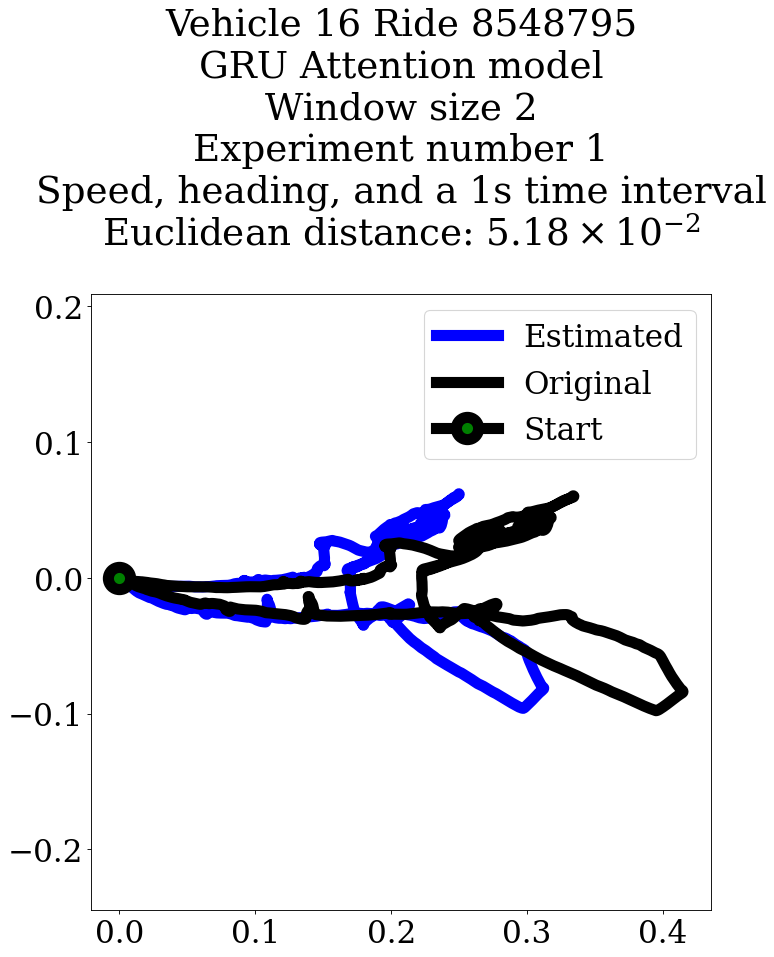 Vehicle 16 Ride 8548795
GRU Attention model
Window size 2
Experiment number 1
Speed, heading, and a 1s time interval
Euclidean distance: 5.18 × 10⁻²
Estimated
Original
Start
0.2
0.1
0.0
−0.1
−0.2
0.0 0.1 0.2 0.3 0.4